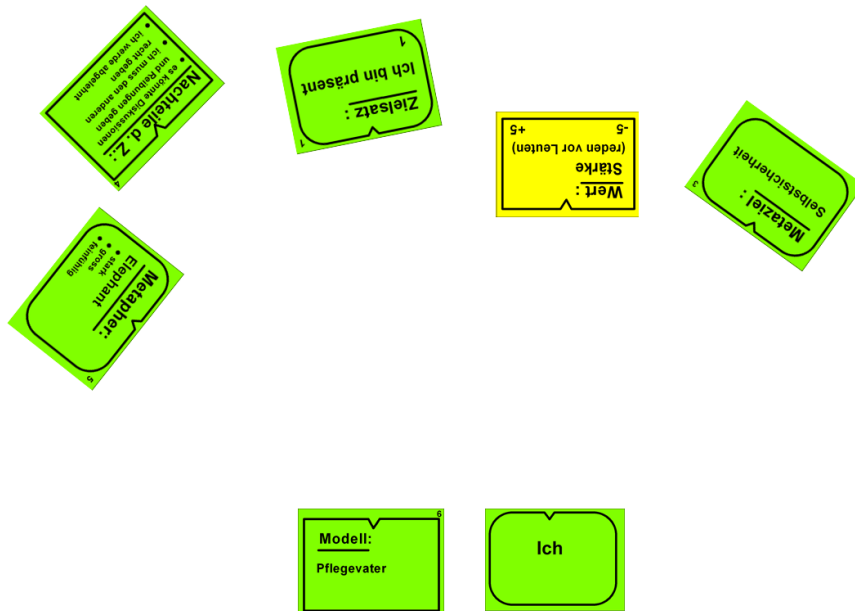 4
Nachteile d. Z.:
es könnte Diskussionen
und Reibungen geben
ich muss den anderen
recht geben
ich werde abgelehnt
1
Zielsatz:
Ich bin präsent
1
Wert:
Stärke
(reden vor Leuten)
-5 +5
Metaziel:
Selbstsicherheit
3
5
Metapher:
Elephant
stark
gross
feinfühlig
6
Modell:
Pflegevater
Ich